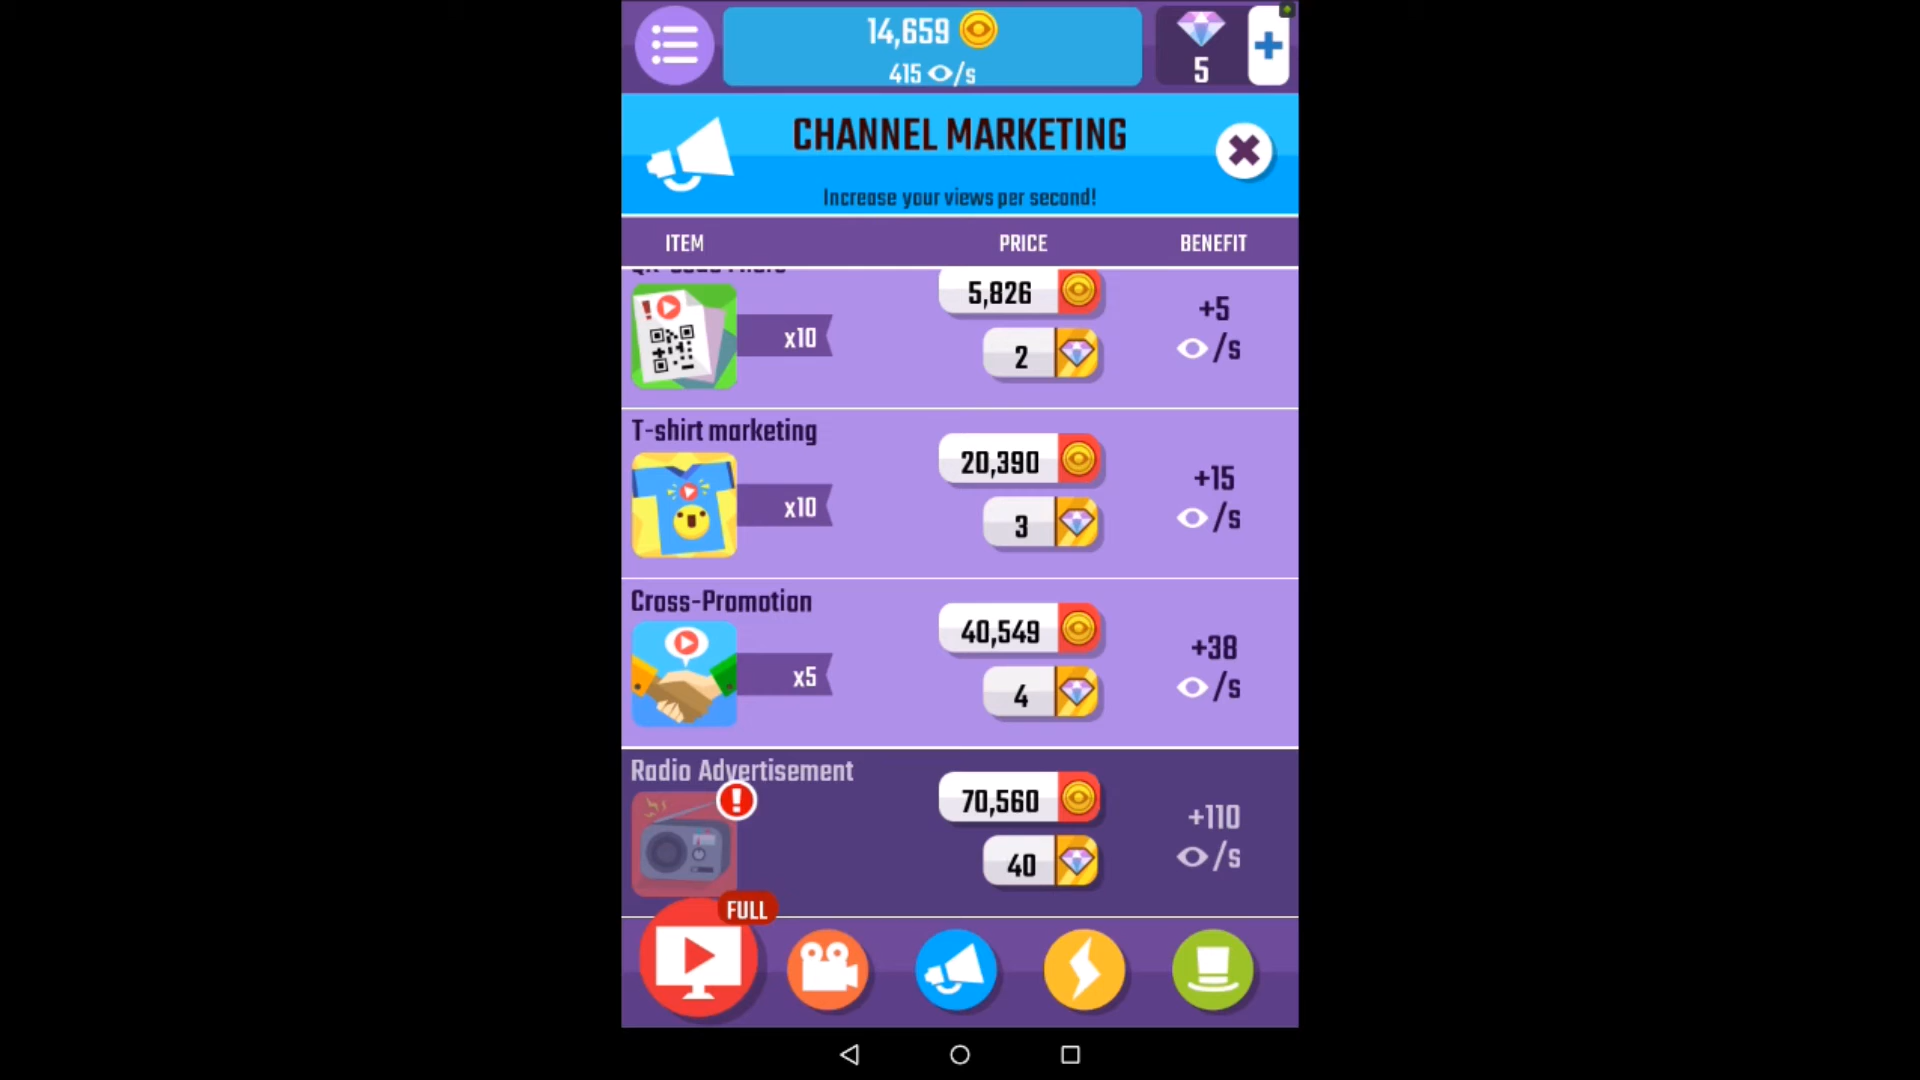 14,659
415 /s
5
CHANNEL MARKETING
Increase your views per second!
ITEM PRICE BENEFIT
5,826
x10
2
+5
/s
T-shirt marketing
20,390
x10
3
+15
/s
Cross-Promotion
40,549
x5
4
+38
/s
Radio Advertisement
70,560
40
+110
/s
FULL